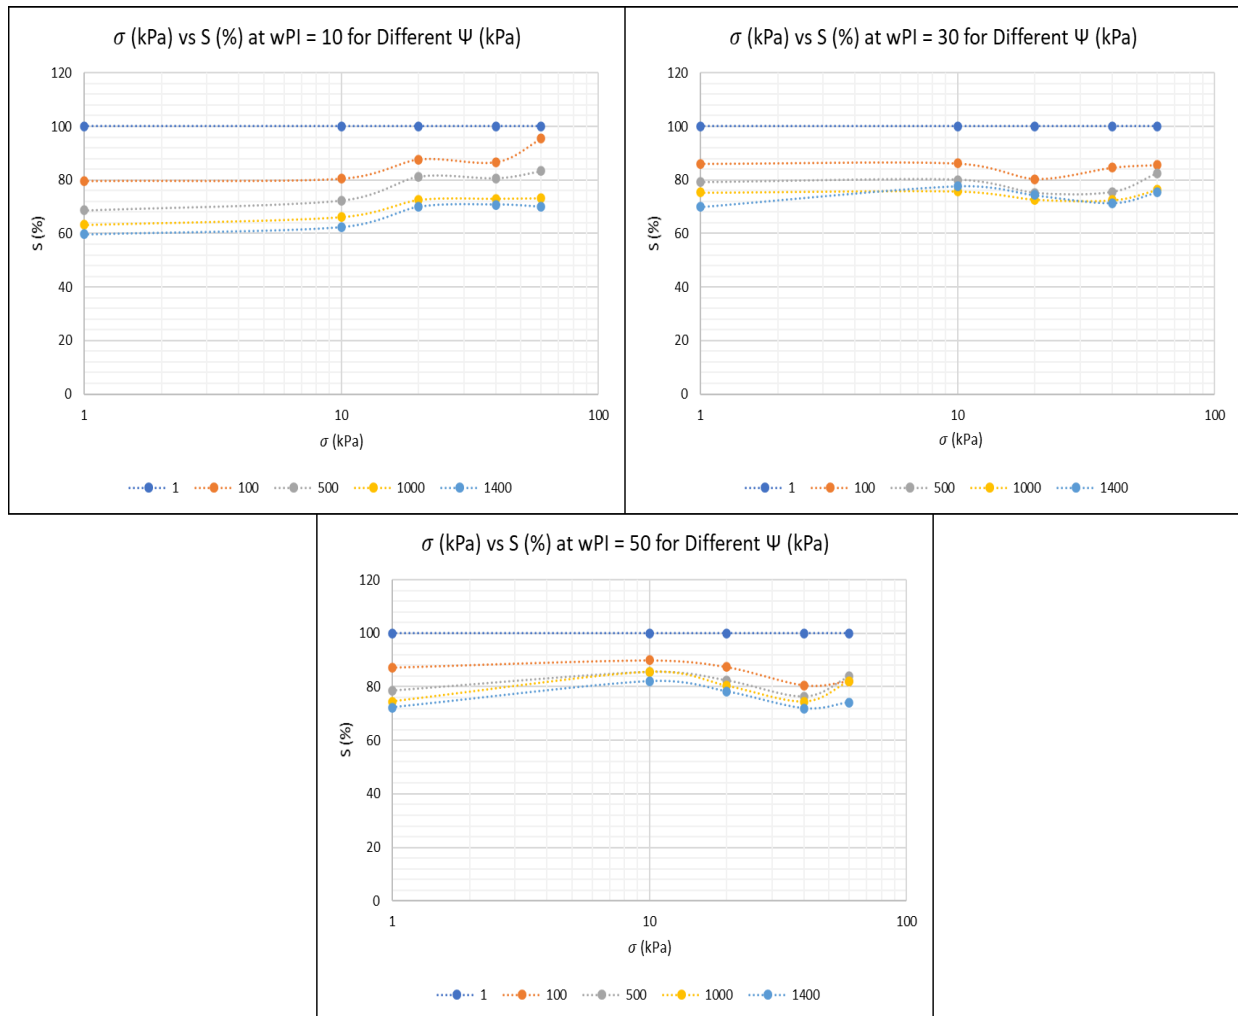 σ (kPa) vs S (%) at wPI = 10 for Different Ψ (kPa)
120
100
80
60
40
20
0
S (%)
1 10 100
σ (kPa)
1 100 500 1000 1400
σ (kPa) vs S (%) at wPI = 30 for Different Ψ (kPa)
120
100
80
60
40
20
0
S (%)
1 10 100
σ (kPa)
1 100 500 1000 1400
σ (kPa) vs S (%) at wPI = 50 for Different Ψ (kPa)
120
100
80
60
40
20
0
S (%)
1 10 100
σ (kPa)
1 100 500 1000 1400